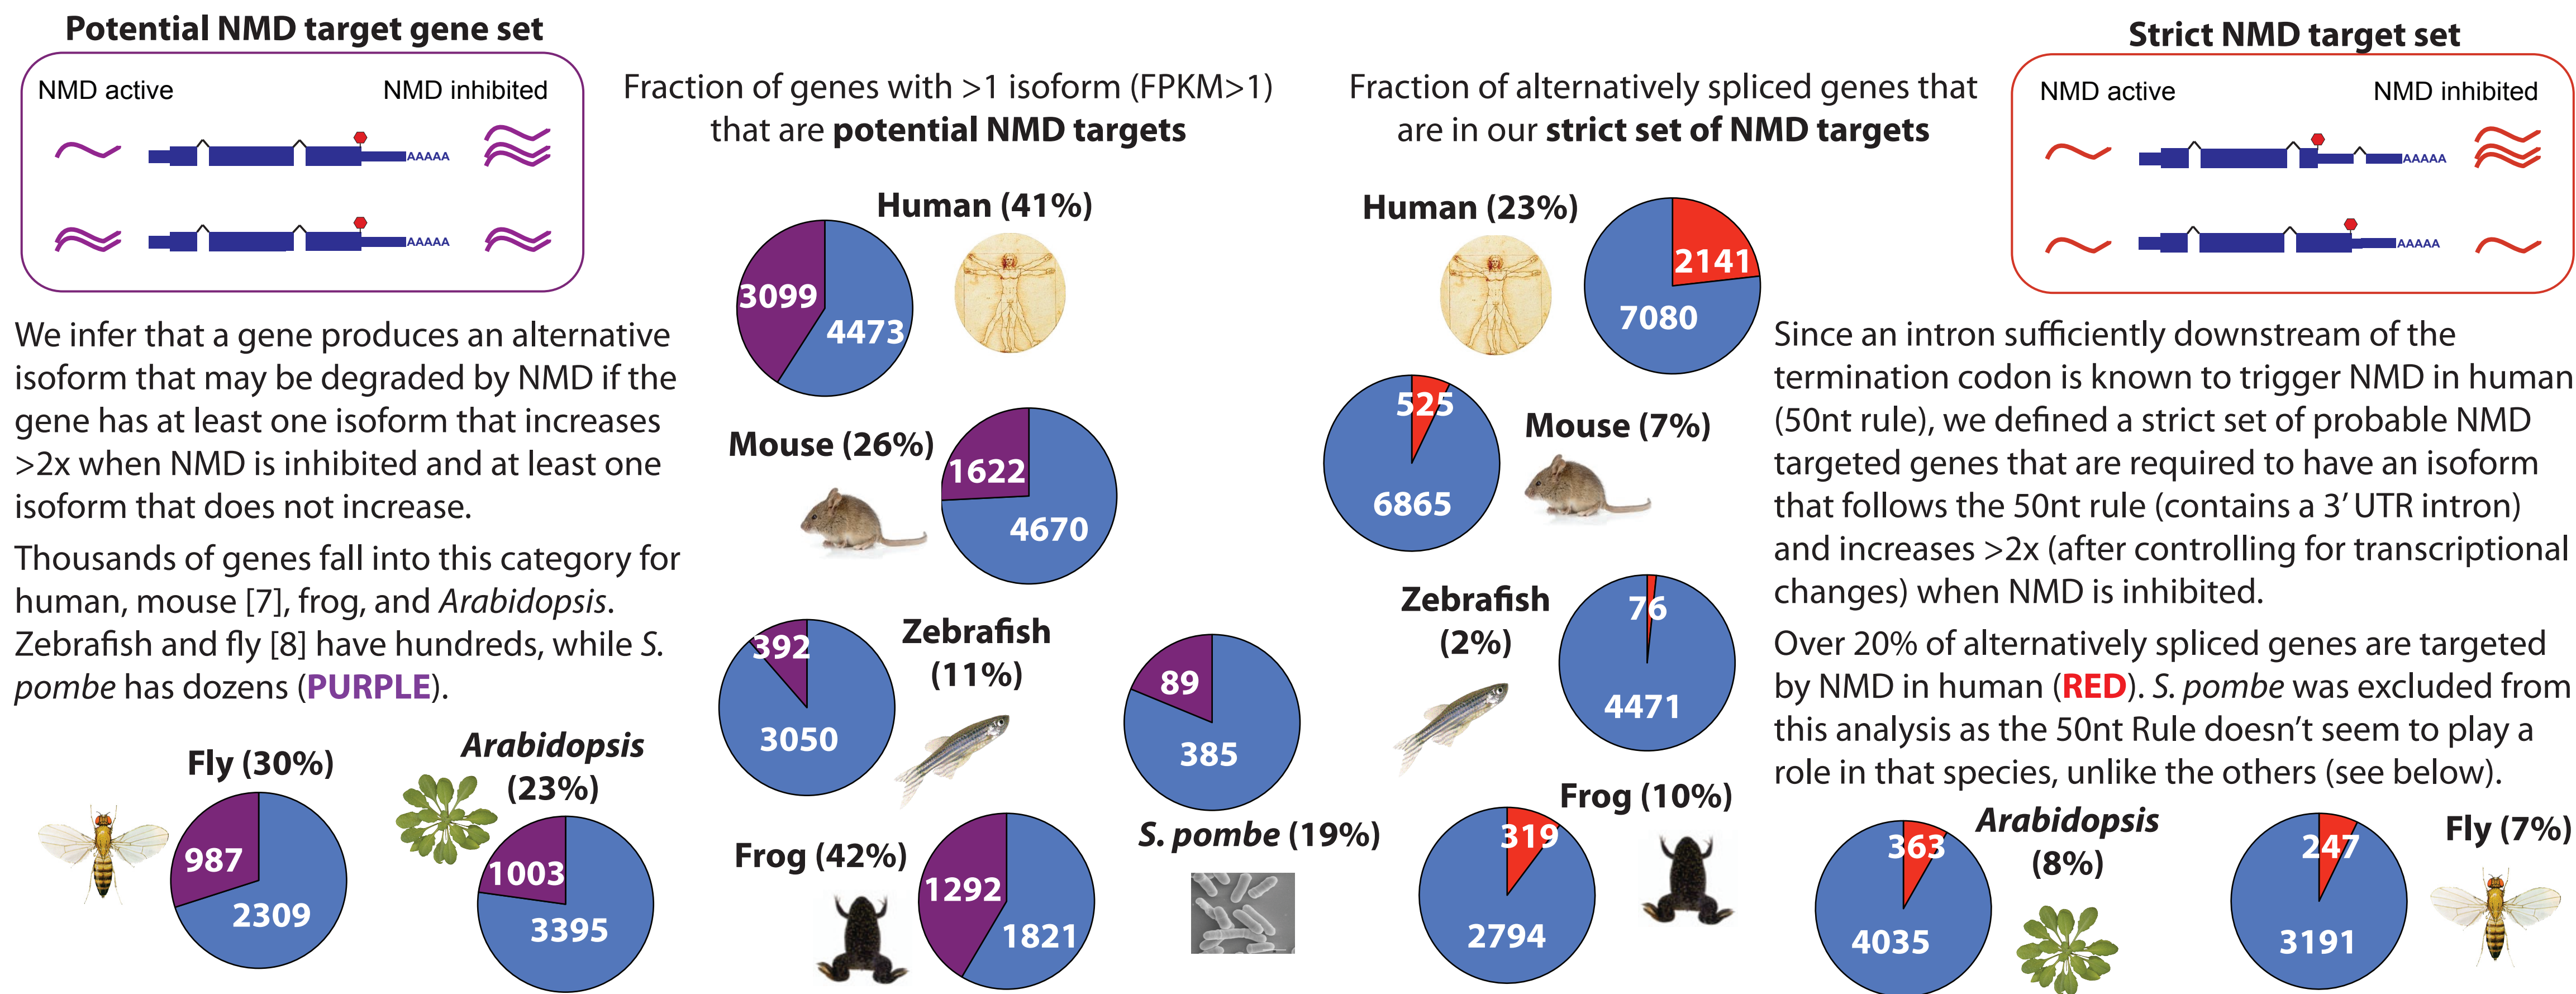 Potential NMD target gene set
NMD active
NMD inhibited
AAAAA
AAAAA
We infer that a gene produces an alternative
isoform that may be degraded by NMD if the
gene has at least one isoform that increases
>2x when NMD is inhibited and at least one
isoform that does not increase.
Thousands of genes fall into this category for
human, mouse [7], frog, and Arabidopsis.
Zebrafish and fly [8] have hundreds, while S.
pombe has dozens (PURPLE).
Fly (30%)
987
2309
Arabidopsis
(23%)
1003
3395
Fraction of genes with >1 isoform (FPKM>1)
that are potential NMD targets
Human (41%)
3099
4473
Mouse (26%)
1622
4670
Zebrafish
(11%)
392
3050
89
385
S. pombe (19%)
Frog (42%)
1292
1821
Fraction of alternatively spliced genes that
are in our strict set of NMD targets
Human (23%)
2141
7080
525
6865
Mouse (7%)
Zebrafish
(2%)
76
4471
Frog (10%)
319
2794
Strict NMD target set
NMD active
NMD inhibited
AAAAA
AAAAA
Since an intron sufficiently downstream of the
termination codon is known to trigger NMD in human
(50nt rule), we defined a strict set of probable NMD
targeted genes that are required to have an isoform
that follows the 50nt rule (contains a 3’ UTR intron)
and increases >2x (after controlling for transcriptional
changes) when NMD is inhibited.
Over 20% of alternatively spliced genes are targeted
by NMD in human (RED). S. pombe was excluded from
this analysis as the 50nt Rule doesn’t seem to play a
role in that species, unlike the others (see below).
Arabidopsis
(8%)
363
4035
Fly (7%)
247
3191